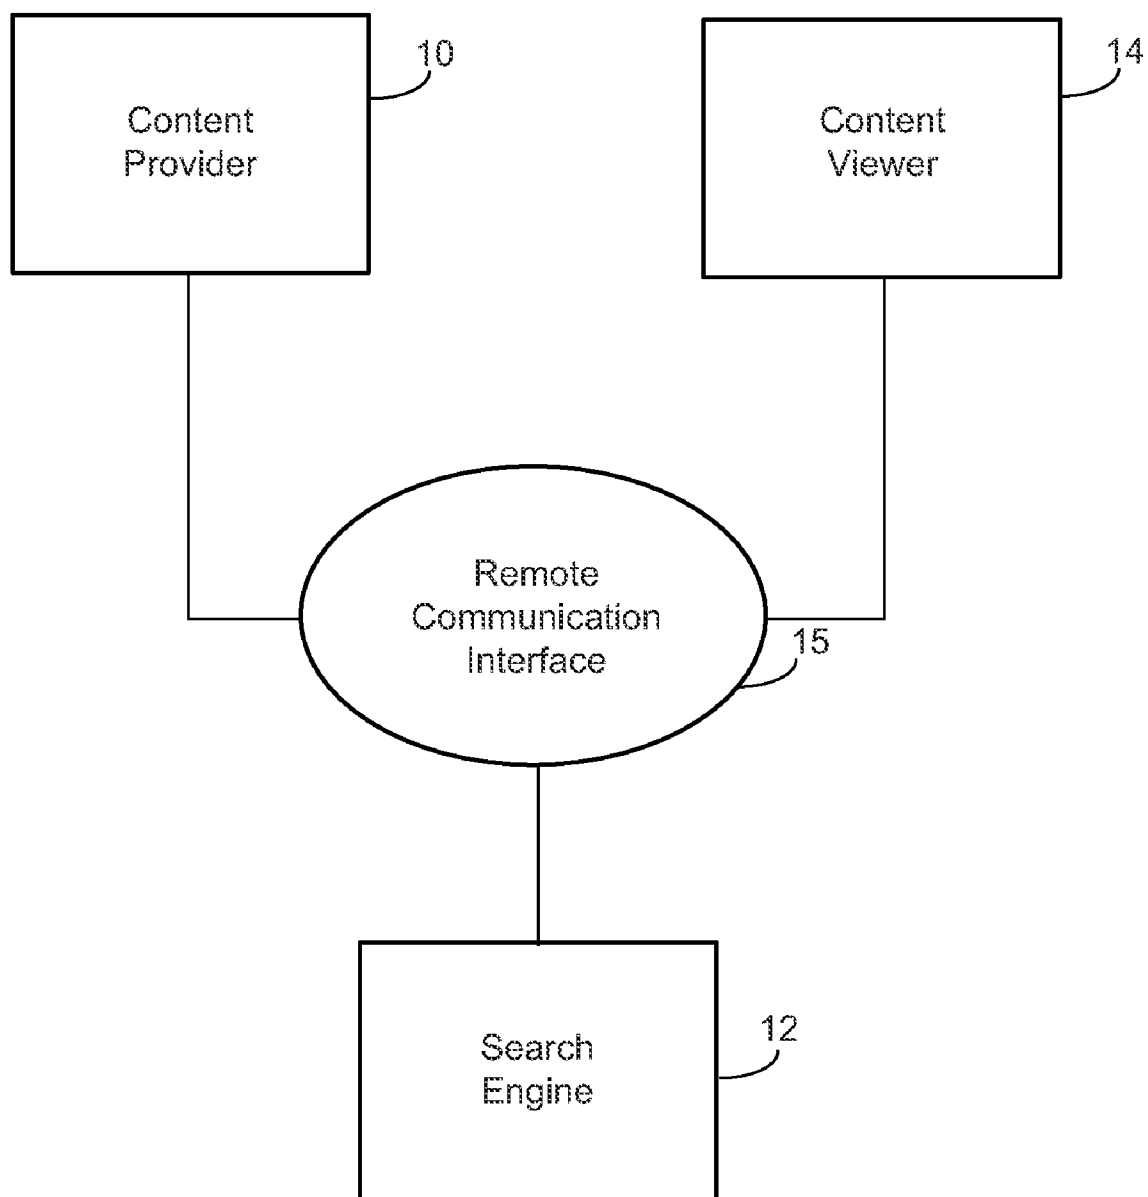 10
Content
Provider
14
Content
Viewer
Remote
Communication
Interface
15
Search
Engine
12